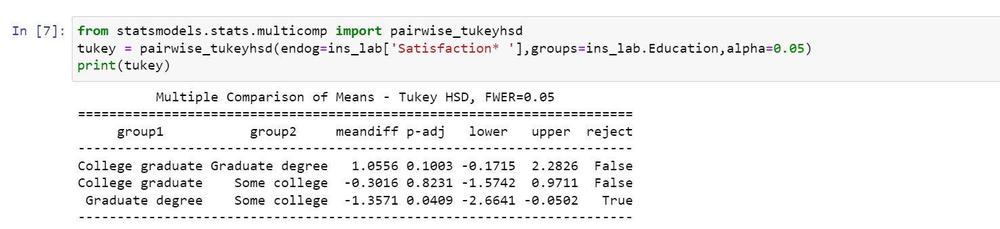 In [7]: from statsmodels.stats.multicomp import pairwise_tukeyhsd
tukey = pairwise_tukeyhsd(endog=ins_lab['Satisfaction* '],groups=ins_lab.Education,alpha=0.05)
print(tukey)
Multiple Comparison of Means - Tukey HSD, FWER=0.05
=======================================================================
group1 group2 meandiff p-adj lower upper reject
-----------------------------------------------------------------------
College graduate Graduate degree 1.0556 0.1003 -0.1715 2.2826 False
College graduate Some college -0.3016 0.8231 -1.5742 0.9711 False
Graduate degree Some college -1.3571 0.0409 -2.6641 -0.0502 True
-----------------------------------------------------------------------